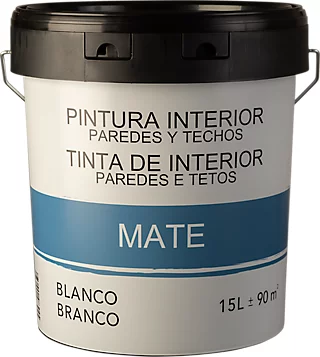 PINTURA INTERIOR
PAREDES Y TECHOS
TINTA DE INTERIOR
PAREDES E TETOS
MATE
BLANCO
BRANCO
15L ± 90 m²